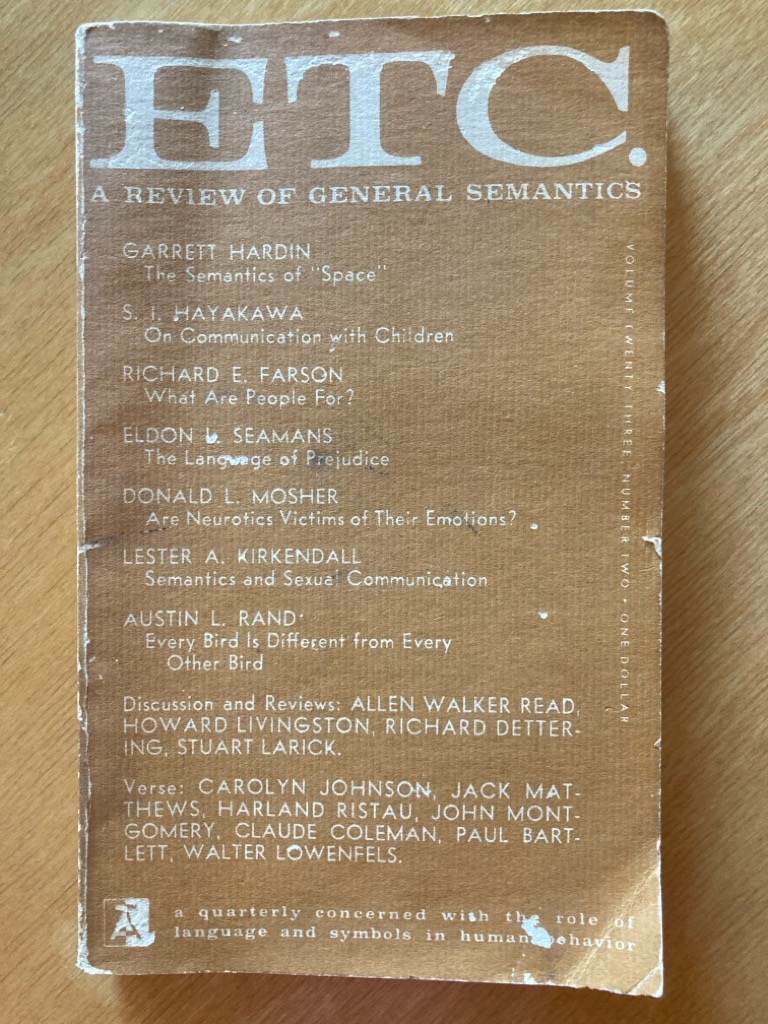 ETC.
A REVIEW OF GENERAL SEMANTICS
GARRETT HARDIN
The Semantics of "Space"
S. I. HAYAKAWA
On Communication with Children
RICHARD E. FARSON
What Are People For?
ELDON L. SEAMANS
The Language of Prejudice
DONALD L. MOSHER
Are Neurotics Victims of Their Emotions?
LESTER A. KIRKENDALL
Semantics and Sexual Communication
AUSTIN L. RAND
Every Bird Is Different from Every
Other Bird
Discussion and Reviews: ALLEN WALKER READ,
HOWARD LIVINGSTON, RICHARD DETTER-
ING, STUART LARICK.
Verse: CAROLYN JOHNSON, JACK MAT-
THEWS, HARLAND RISTAU, JOHN MONT-
GOMERY, CLAUDE COLEMAN, PAUL BART-
LETT, WALTER LOWENFELS.
a quarterly concerned with the role of
language and symbols in human behavior
VOLUME TWENTY THREE, NUMBER TWO • ONE DOLLAR